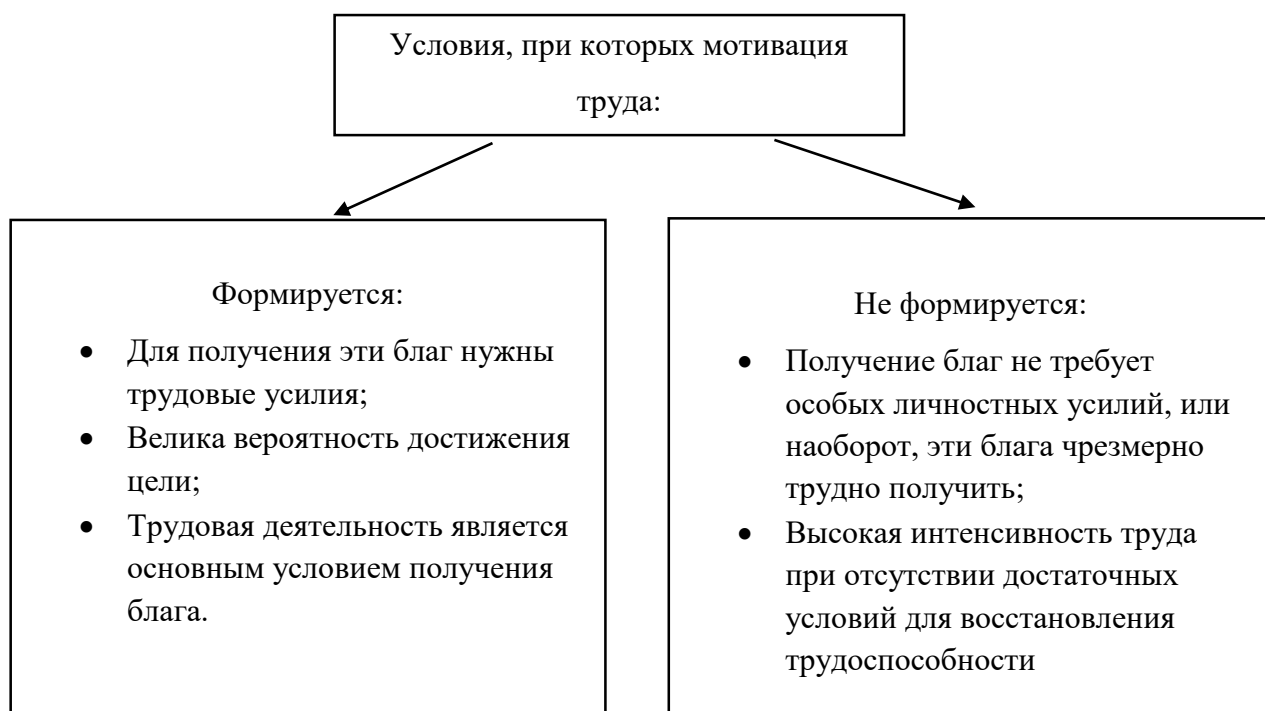 Условия, при которых мотивация
труда:
Формируется:
• Для получения эти благ нужны
трудовые усилия;
• Велика вероятность достижения
цели;
• Трудовая деятельность является
основным условием получения
блага.
Не формируется:
• Получение благ не требует
особых личностных усилий, или
наоборот, эти блага чрезмерно
трудно получить;
• Высокая интенсивность труда
при отсутствии достаточных
условий для восстановления
трудоспособности